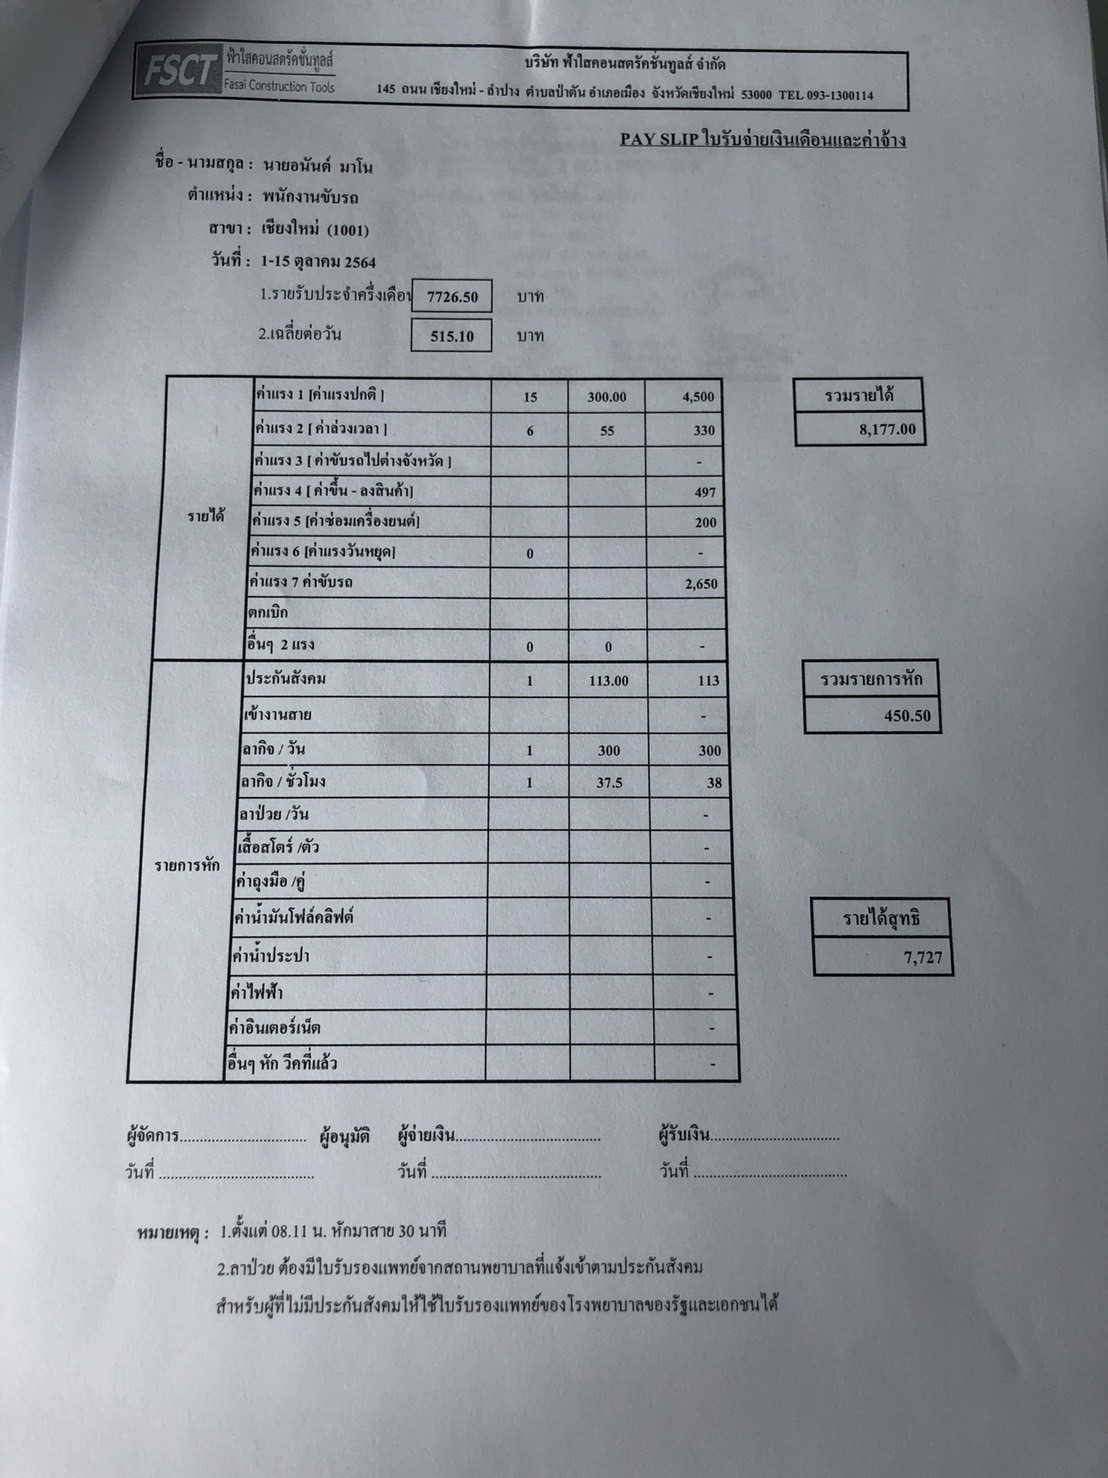 FSCT ฟ้าใสคอนสตรัคชั่นทูลส์
Fasai Construction Tools
บริษัท ฟ้าใสคอนสตรัคชั่นทูลส์ จำกัด
145 ถนน เชียงใหม่ - ลำปาง ตำบลป่าตัน อำเภอเมือง จังหวัดเชียงใหม่ 53000 TEL 093-1300114
PAY SLIP ใบรับจ่ายเงินเดือนและค่าจ้าง
ชื่อ - นามสกุล : นายอนันต์ มาโน
ตำแหน่ง : พนักงานขับรถ
สาขา : เชียงใหม่ (1001)
วันที่ : 1-15 ตุลาคม 2564
1.รายรับประจำครึ่งเดือน 7726.50 บาท
2.เฉลี่ยต่อวัน 515.10 บาท
รายได้
ค่าแรง 1 [ค่าแรงปกติ ] 15 300.00 4,500
ค่าแรง 2 [ ค่าล่วงเวลา ] 6 55 330
ค่าแรง 3 [ ค่าขับรถไปต่างจังหวัด ] -
ค่าแรง 4 [ ค่าขึ้น - ลงสินค้า] 497
ค่าแรง 5 [ค่าซ่อมเครื่องยนต์] 200
ค่าแรง 6 [ค่าแรงวันหยุด] 0 -
ค่าแรง 7 ค่าขับรถ 2,650
ตกเบิก
อื่นๆ 2 แรง 0 0 -
รวมรายได้
8,177.00
รายการหัก
ประกันสังคม 1 113.00 113
เข้างานสาย -
ลากิจ / วัน 1 300 300
ลากิจ / ชั่วโมง 1 37.5 38
ลาป่วย /วัน -
เสื้อสโตร์ /ตัว -
ค่าถุงมือ /คู่ -
ค่าน้ำมันโฟล์คลิฟต์ -
ค่าน้ำประปา -
ค่าไฟฟ้า -
ค่าอินเตอร์เน็ต -
อื่นๆ หัก วีคที่แล้ว -
รวมรายการหัก
450.50
รายได้สุทธิ
7,727
ผู้จัดการ................................ ผู้อนุมัติ ผู้จ่ายเงิน..................................... ผู้รับเงิน.................................
วันที่ ....................................... วันที่ ........................................... วันที่ .......................................
หมายเหตุ : 1.ตั้งแต่ 08.11 น. หักมาสาย 30 นาที
2.ลาป่วย ต้องมีใบรับรองแพทย์จากสถานพยาบาลที่แจ้งเข้าตามประกันสังคม
สำหรับผู้ที่ไม่มีประกันสังคมให้ใช้ใบรับรองแพทย์ของโรงพยาบาลของรัฐและเอกชนได้